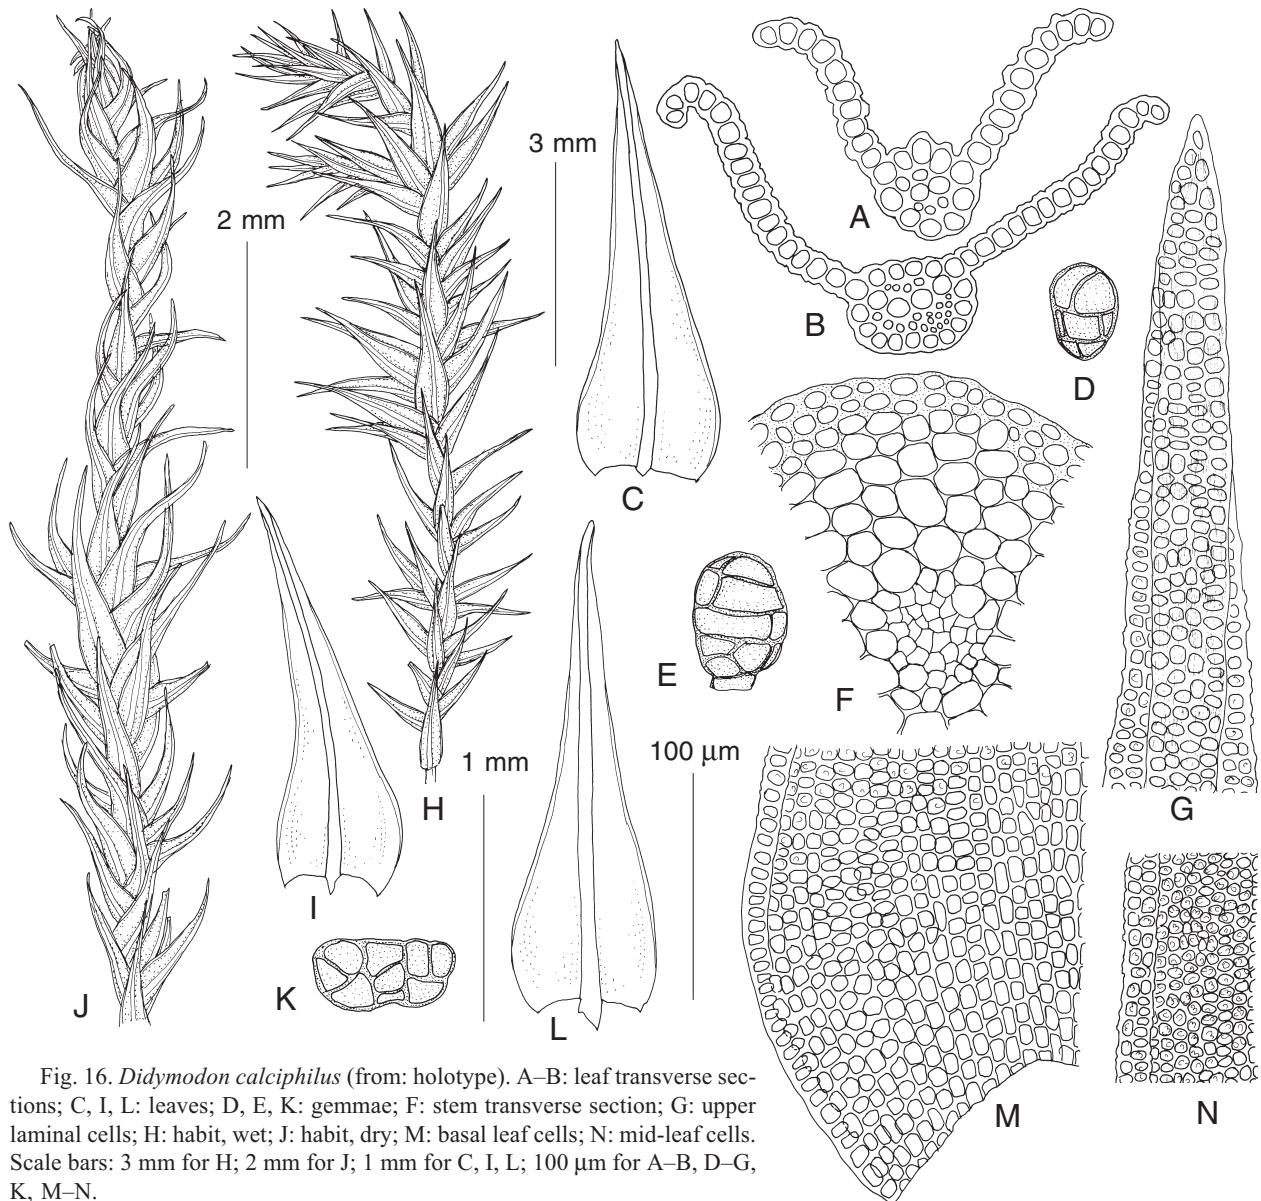 3 mm
2 mm
A
B
D
C
E
F
H
1 mm
100 µm
G
I
K
J
L
M
N
Fig. 16. Didymodon calciphilus (from: holotype). A–B: leaf transverse sec-
tions; C, I, L: leaves; D, E, K: gemmae; F: stem transverse section; G: upper
laminal cells; H: habit, wet; J: habit, dry; M: basal leaf cells; N: mid-leaf cells.
Scale bars: 3 mm for H; 2 mm for J; 1 mm for C, I, L; 100 µm for A–B, D–G,
K, M–N.